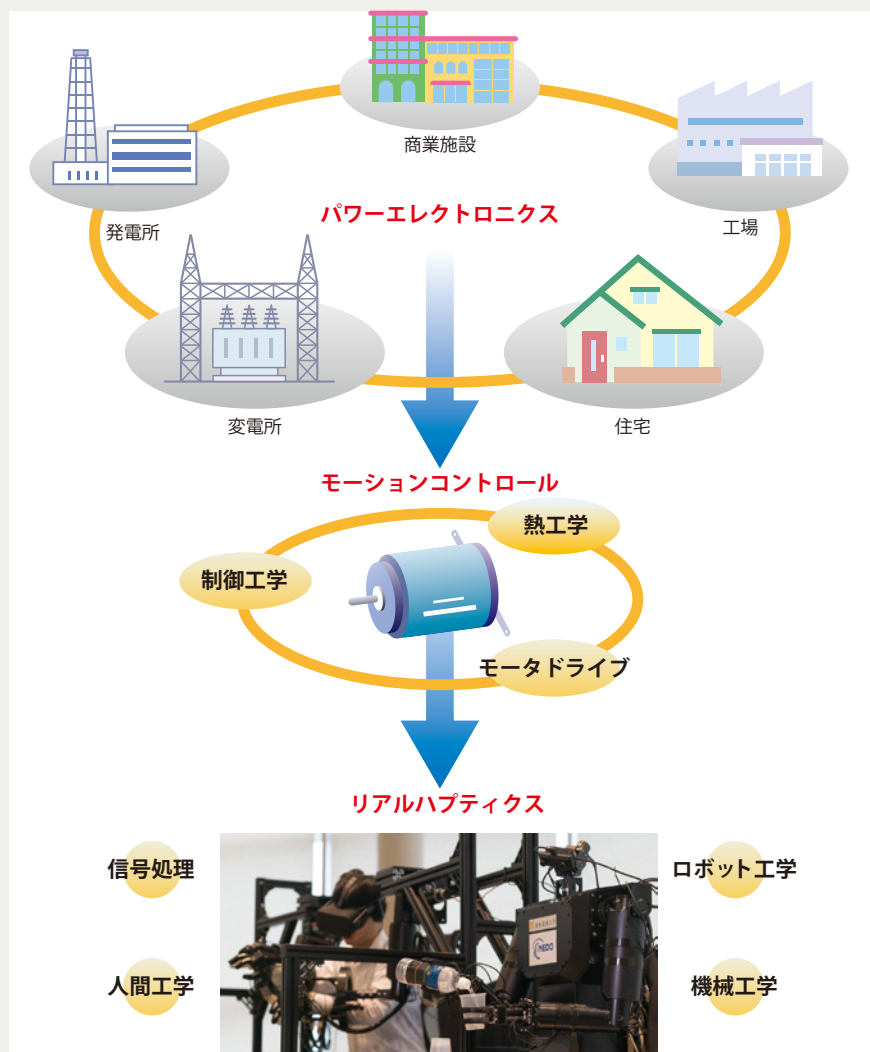 商業施設
パワーエレクトロニクス
発電所
工場
変電所
住宅
モーションコントロール
熱工学
制御工学
モータドライブ
リアルハプティクス
信号処理
ロボット工学
NEDO
人間工学
機械工学